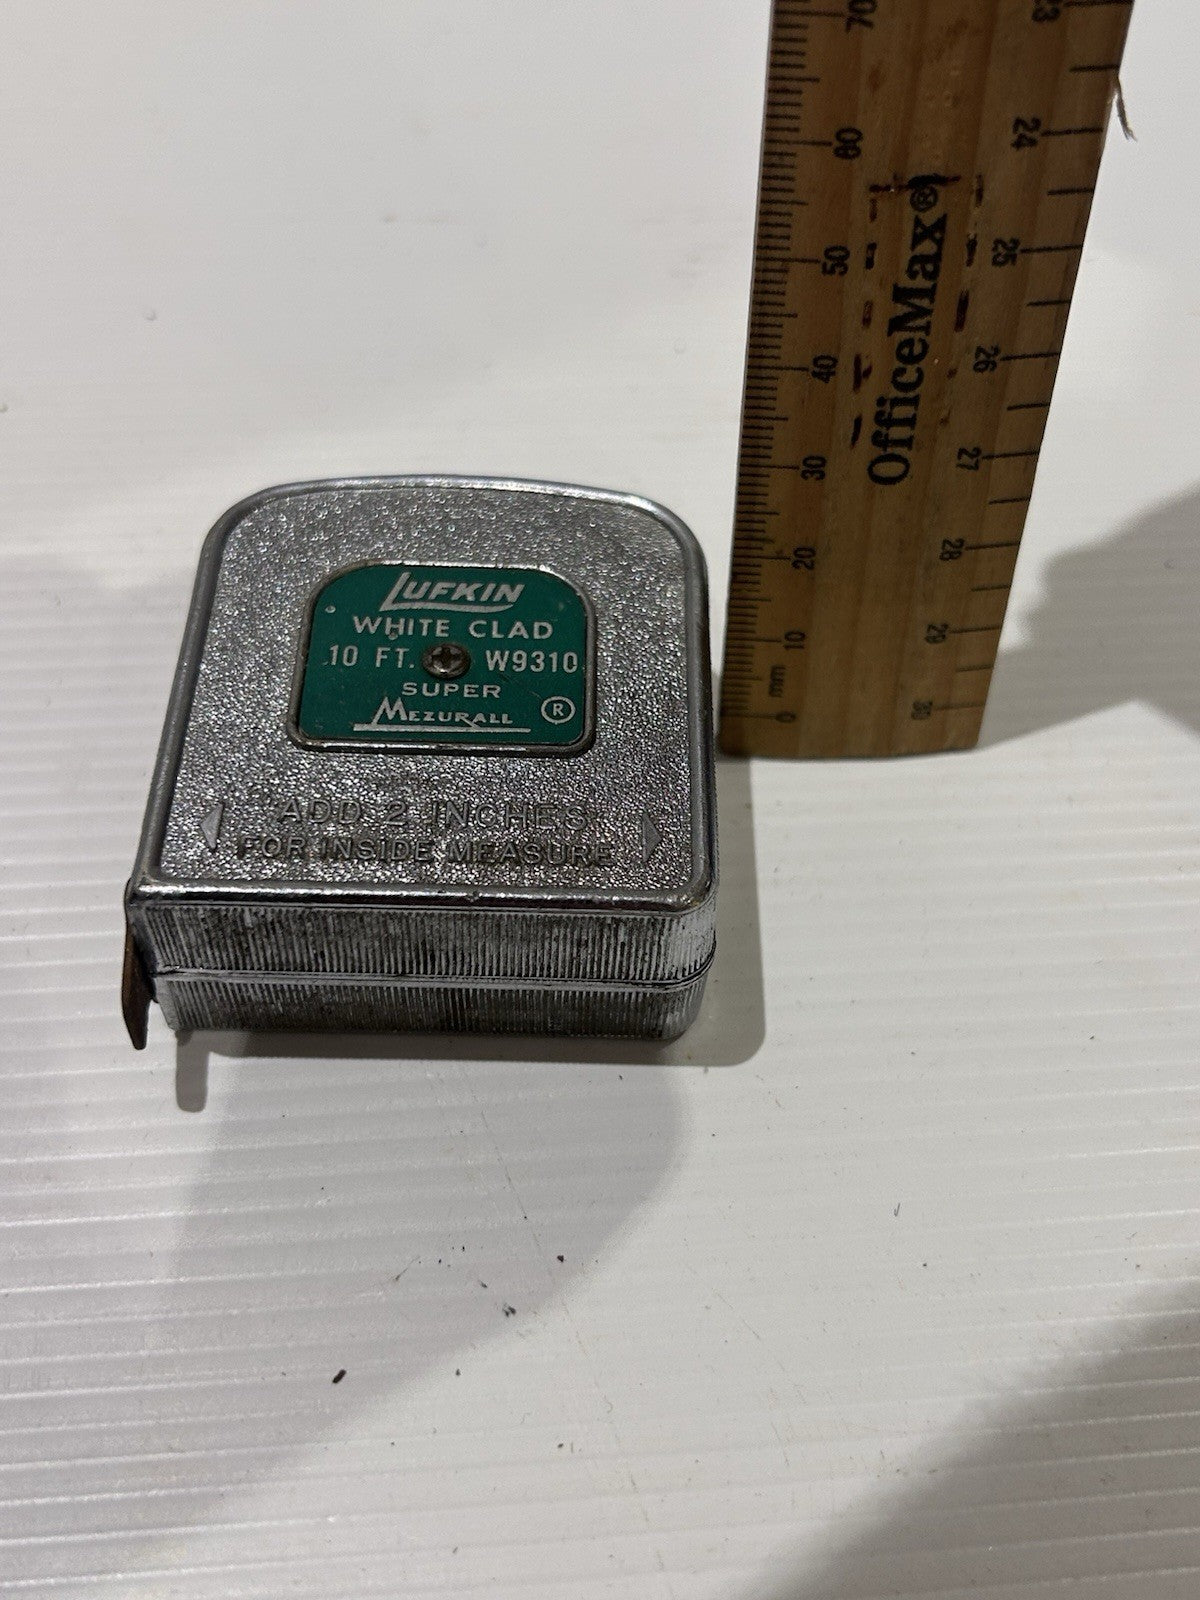 LUFKIN
WHITE CLAD
10 FT. W9310
SUPER
MEZURALL ®
ADD 2 INCHES
FOR INSIDE MEASURE
OfficeMax®
70
60
50
40
30
20
10
mm
0
23
24
25
26
27
28
29
30